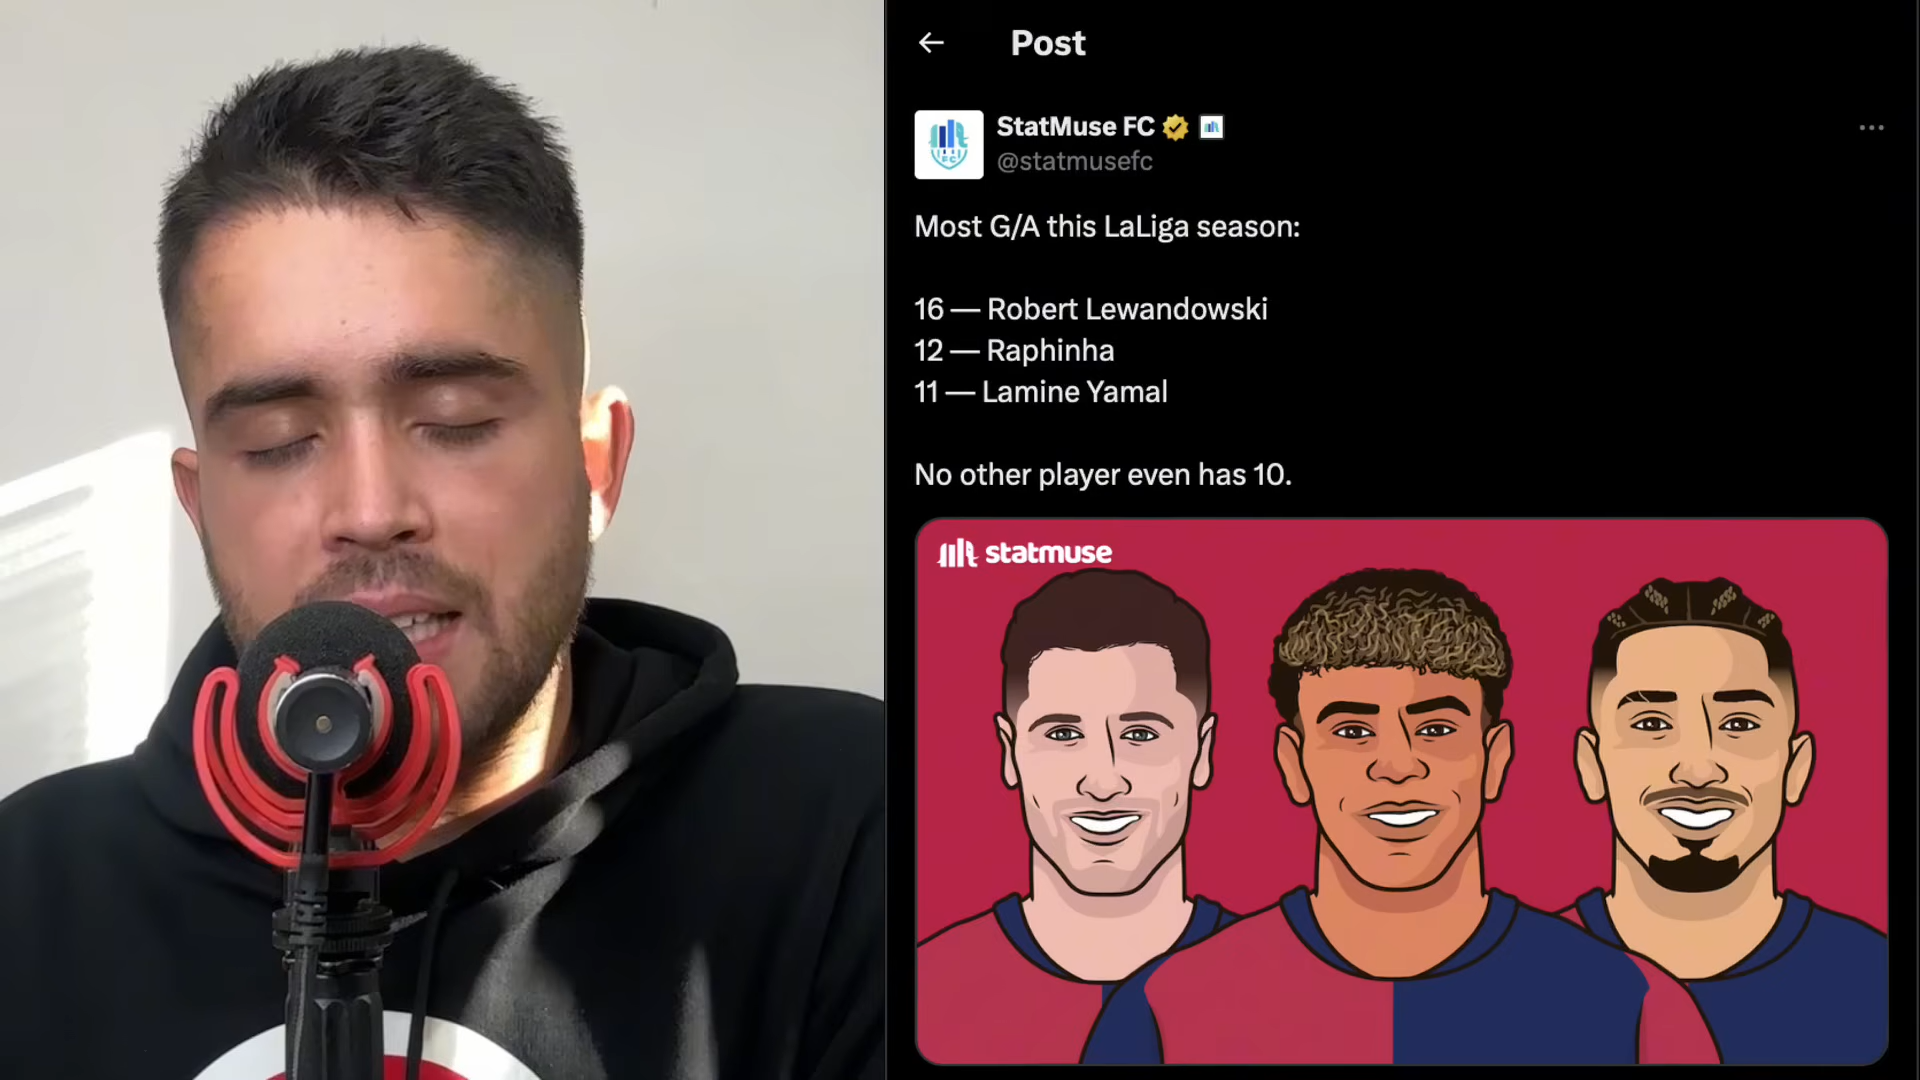 Post
StatMuse FC
@statmusefc
Most G/A this LaLiga season:
16 — Robert Lewandowski
12 — Raphinha
11 — Lamine Yamal
No other player even has 10.
statmuse